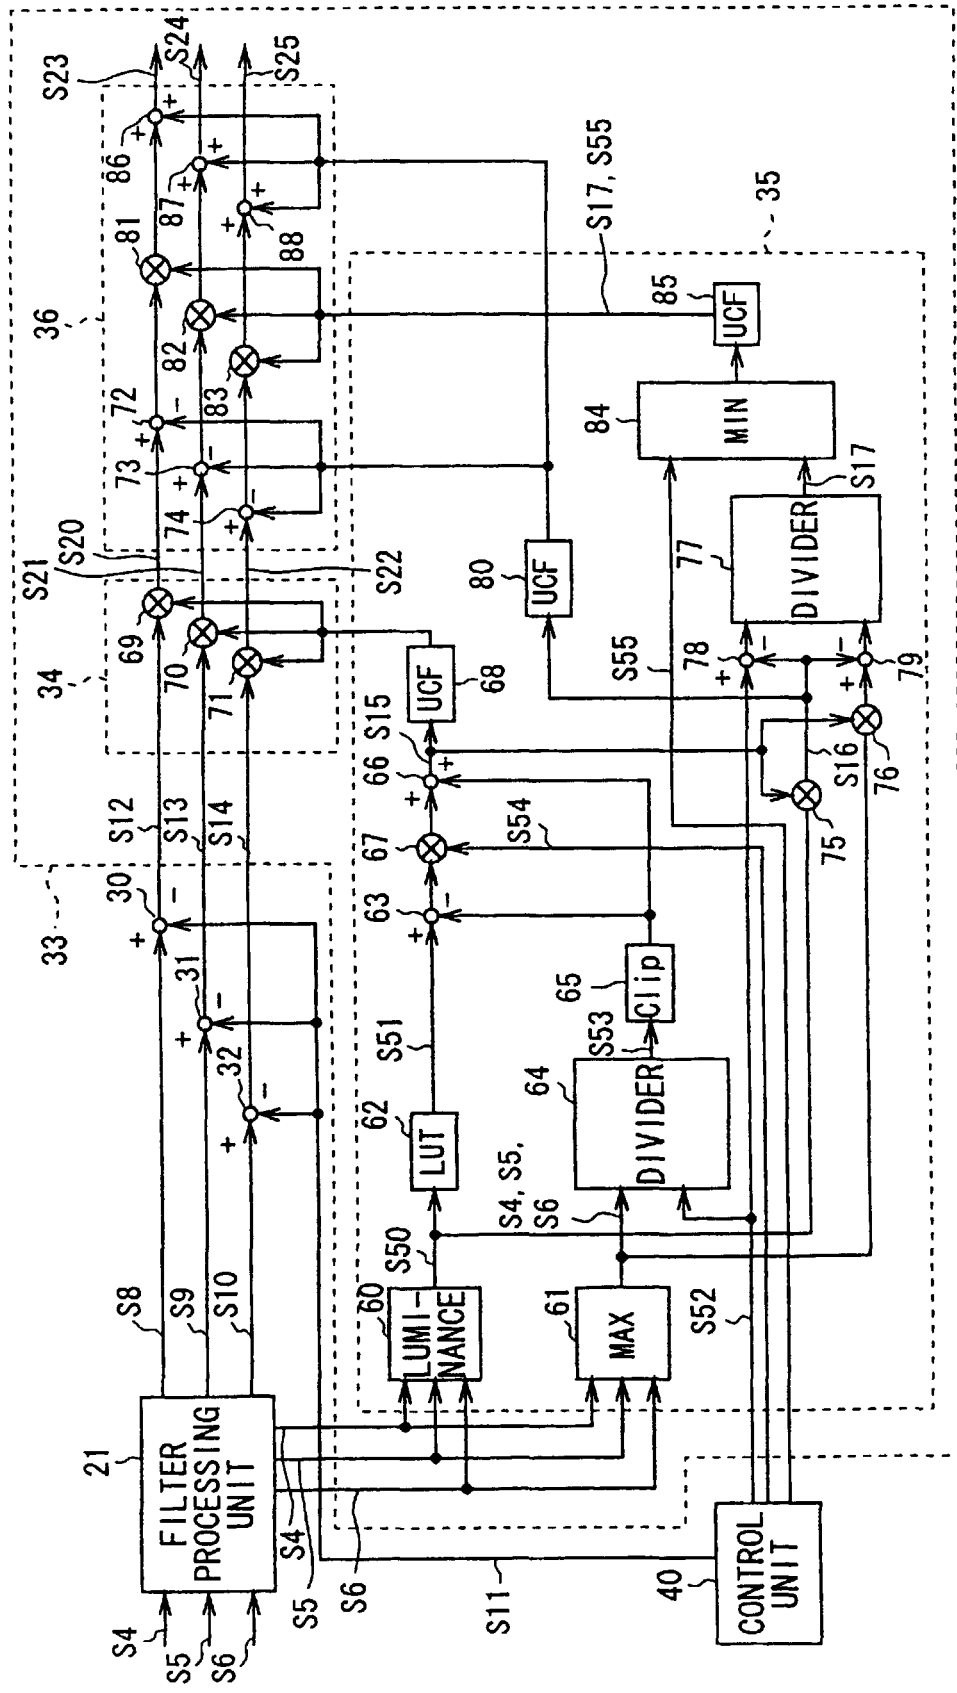 S4
S5
S6
21
FILTER
PROCESSING
UNIT
S8
S9
S10
S4
S5
S6
S11
40
CONTROL
UNIT
33
30
+
−
31
+
−
32
+
−
S12
S13
S14
34
69
70
71
S20
S21
S22
36
72
+
−
73
+
−
74
+
−
81
82
83
86
+
+
87
+
+
88
+
+
S23
S24
S25
60
LUMI-
NANCE
S50
62
LUT
S51
63
+
−
67
66
+
+
S15
UCF
68
80
UCF
61
MAX
S4, S5,
S6
64
DIVIDER
S53
65
Clip
S54
S52
S55
75
76
S16
78
+
−
79
+
−
77
DIVIDER
S17
84
MIN
85
UCF
S17, S55
35